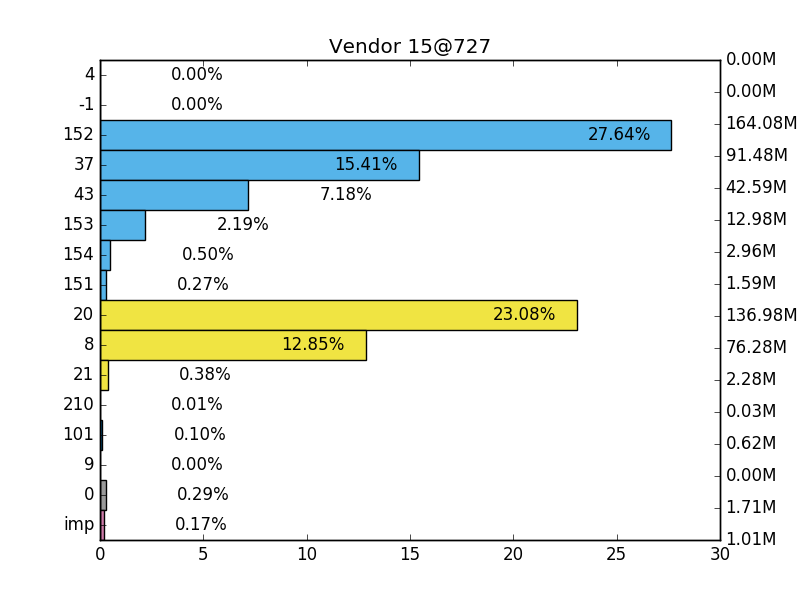 Vendor 15@727
4 0.00% 0.00M
-1 0.00% 0.00M
152 27.64% 164.08M
37 15.41% 91.48M
43 7.18% 42.59M
153 2.19% 12.98M
154 0.50% 2.96M
151 0.27% 1.59M
20 23.08% 136.98M
8 12.85% 76.28M
21 0.38% 2.28M
210 0.01% 0.03M
101 0.10% 0.62M
9 0.00% 0.00M
0 0.29% 1.71M
imp 0.17% 1.01M
0 5 10 15 20 25 30